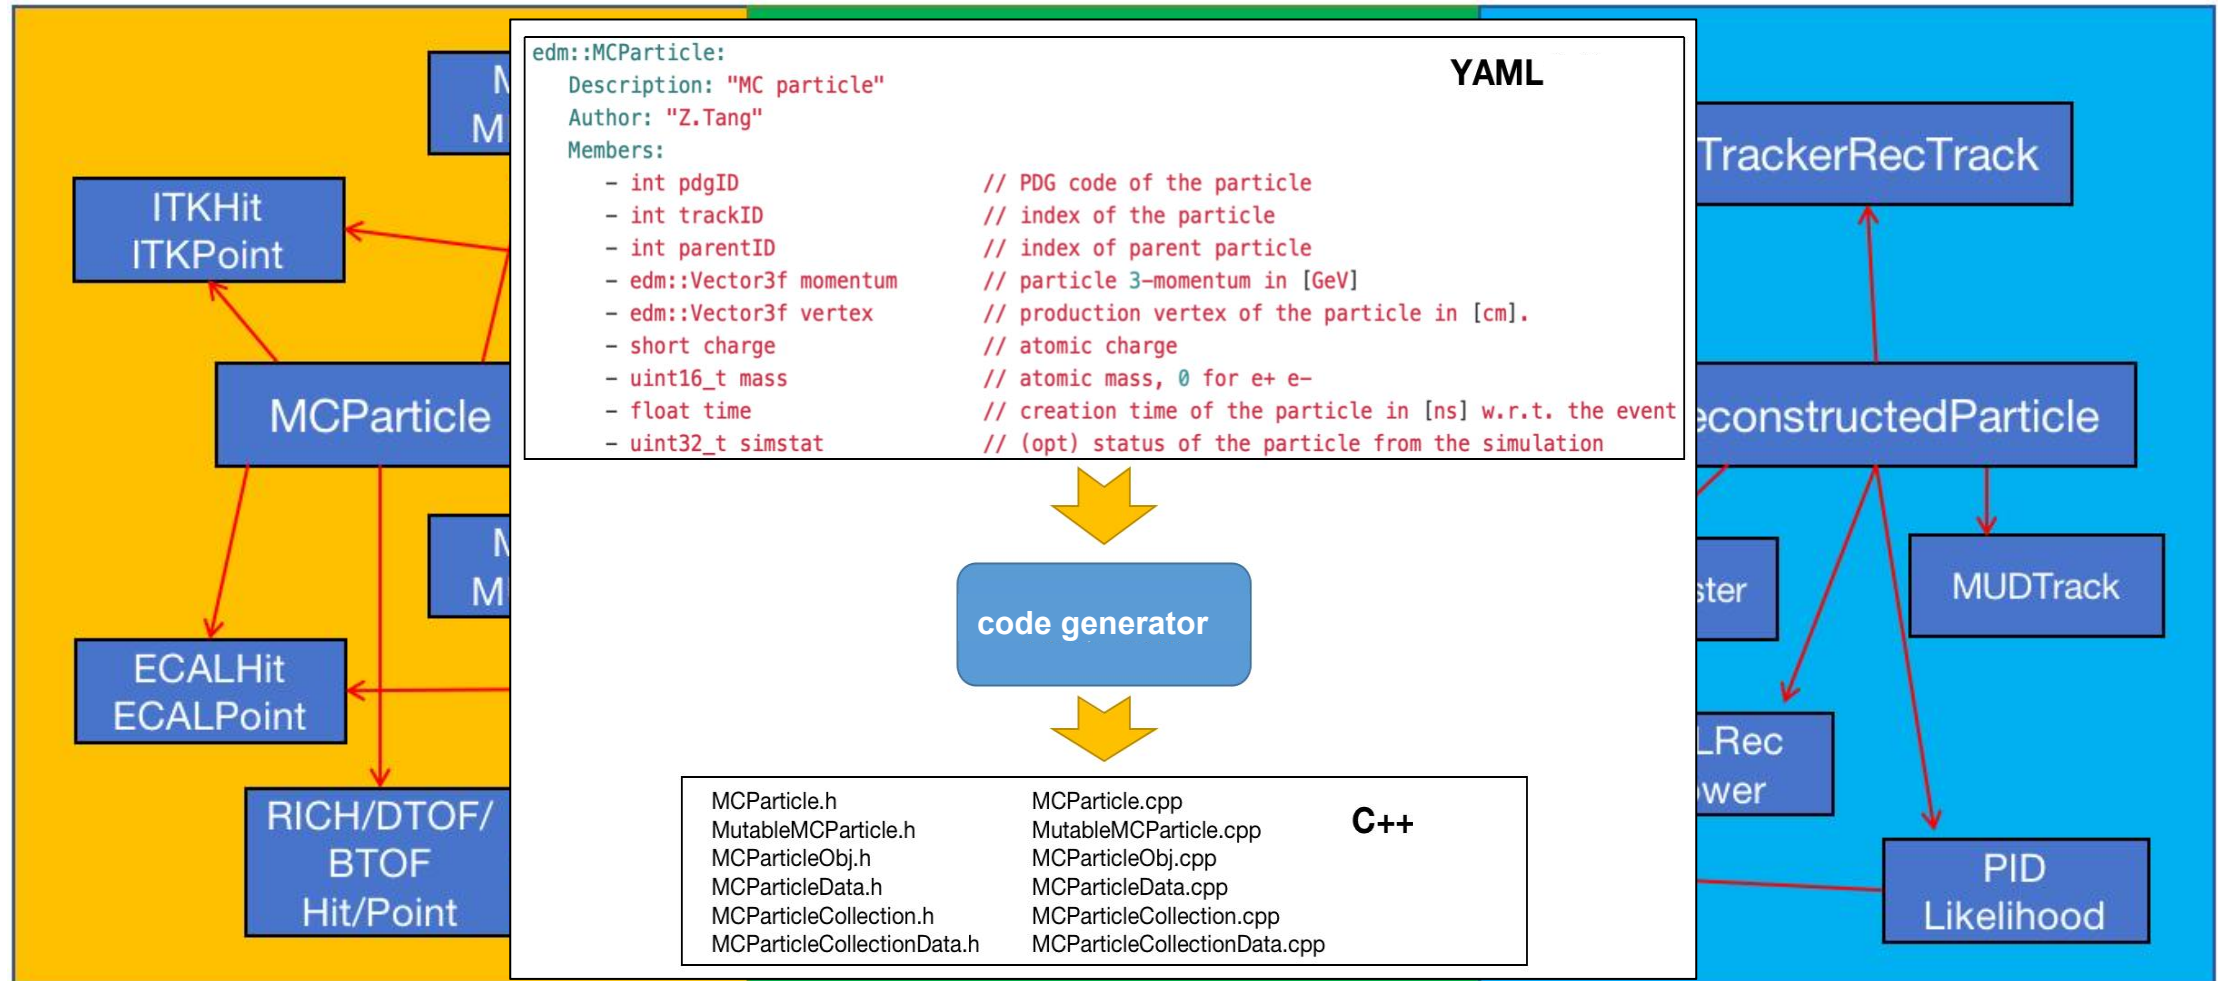 edm::MCParticle:
Description: "MC particle"
Author: "Z.Tang"
Members:
- int pdgID // PDG code of the particle
- int trackID // index of the particle
- int parentID // index of parent particle
- edm::Vector3f momentum // particle 3-momentum in [GeV]
- edm::Vector3f vertex // production vertex of the particle in [cm].
- short charge // atomic charge
- uint16_t mass // atomic mass, 0 for e+ e-
- float time // creation time of the particle in [ns] w.r.t. the event
- uint32_t simstat // (opt) status of the particle from the simulation
YAML
code generator
MCParticle.h MCParticle.cpp
MutableMCParticle.h MutableMCParticle.cpp
MCParticleObj.h MCParticleObj.cpp
MCParticleData.h MCParticleData.cpp
MCParticleCollection.h MCParticleCollection.cpp
MCParticleCollectionData.h MCParticleCollectionData.cpp
C++
ITKHit
ITKPoint
MCParticle
ECALHit
ECALPoint
RICH/DTOF/
BTOF
Hit/Point
TrackerRecTrack
econstructedParticle
MUDTrack
LRec
PID
Likelihood